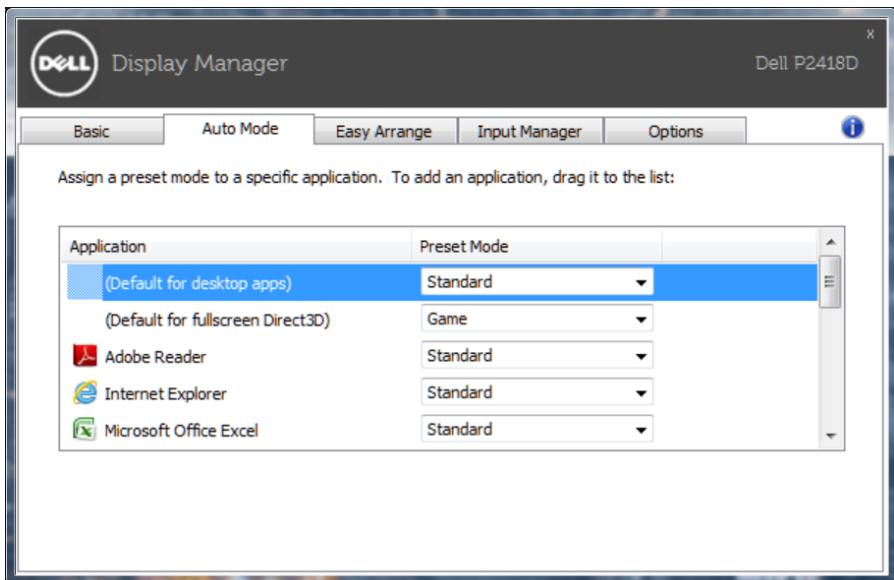 x
DELL Display Manager Dell P2418D
Basic Auto Mode Easy Arrange Input Manager Options
Assign a preset mode to a specific application. To add an application, drag it to the list:
Application Preset Mode
(Default for desktop apps) Standard
(Default for fullscreen Direct3D) Game
Adobe Reader Standard
Internet Explorer Standard
Microsoft Office Excel Standard